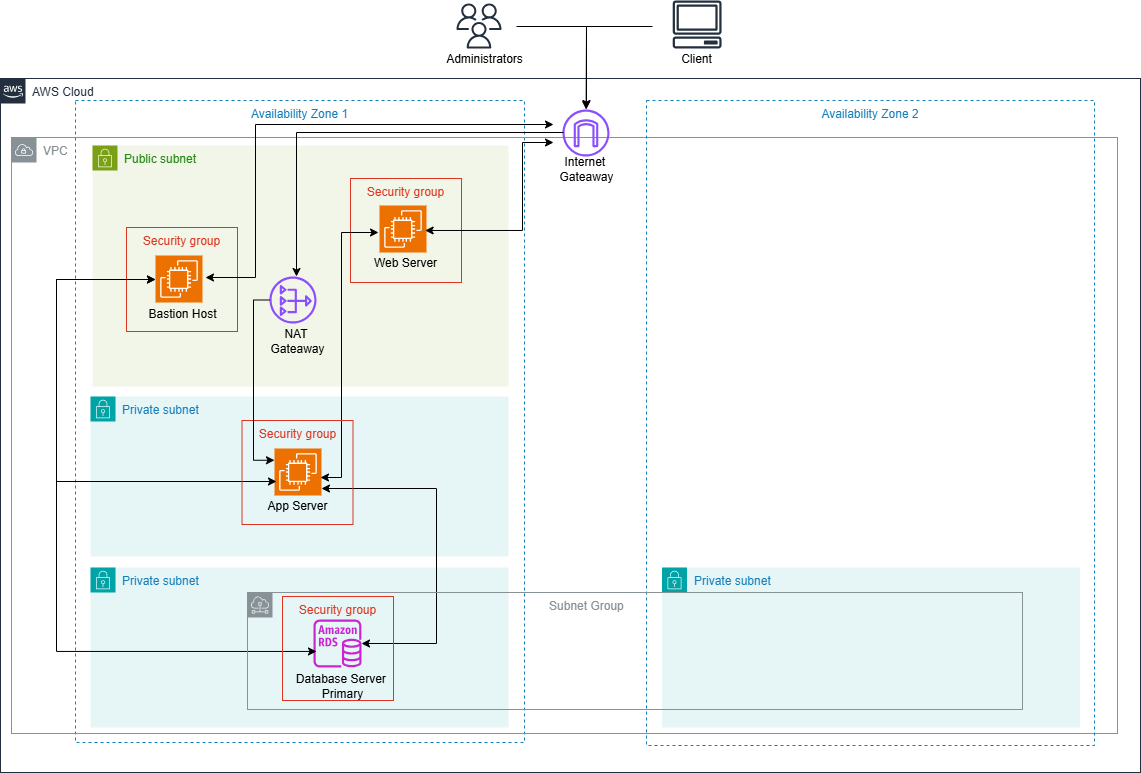 Administrators
Client
aws
AWS Cloud
Availability Zone 1
Availability Zone 2
VPC
Public subnet
Internet
Gateaway
Security group
Web Server
Security group
Bastion Host
NAT
Gateaway
Private subnet
Security group
App Server
Private subnet
Private subnet
Subnet Group
Security group
Amazon
RDS
Database Server
Primary